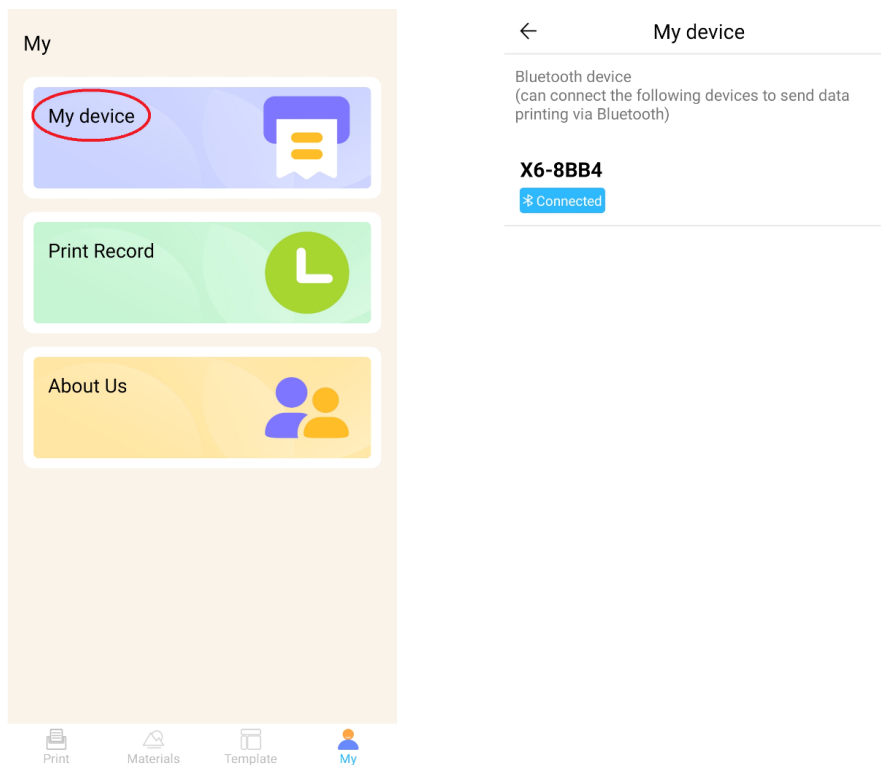 My
My device
Print Record
About Us
Print
Materials
Template
My
My device
Bluetooth device
(can connect the following devices to send data
printing via Bluetooth)
X6-8BB4
Connected